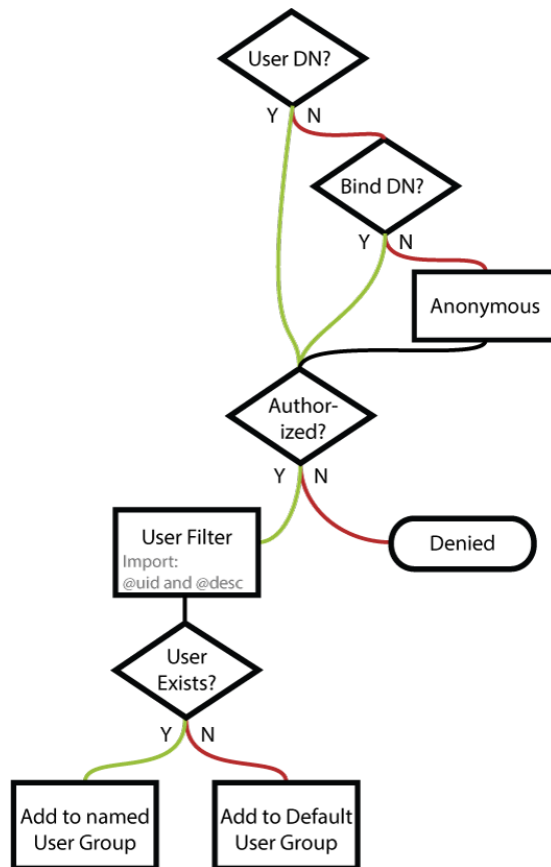 User DN?
Y N
Bind DN?
Y N
Anonymous
Author-
ized?
Y N
User Filter
Import:
@uid and @desc
Denied
User
Exists?
Y N
Add to named
User Group
Add to Default
User Group